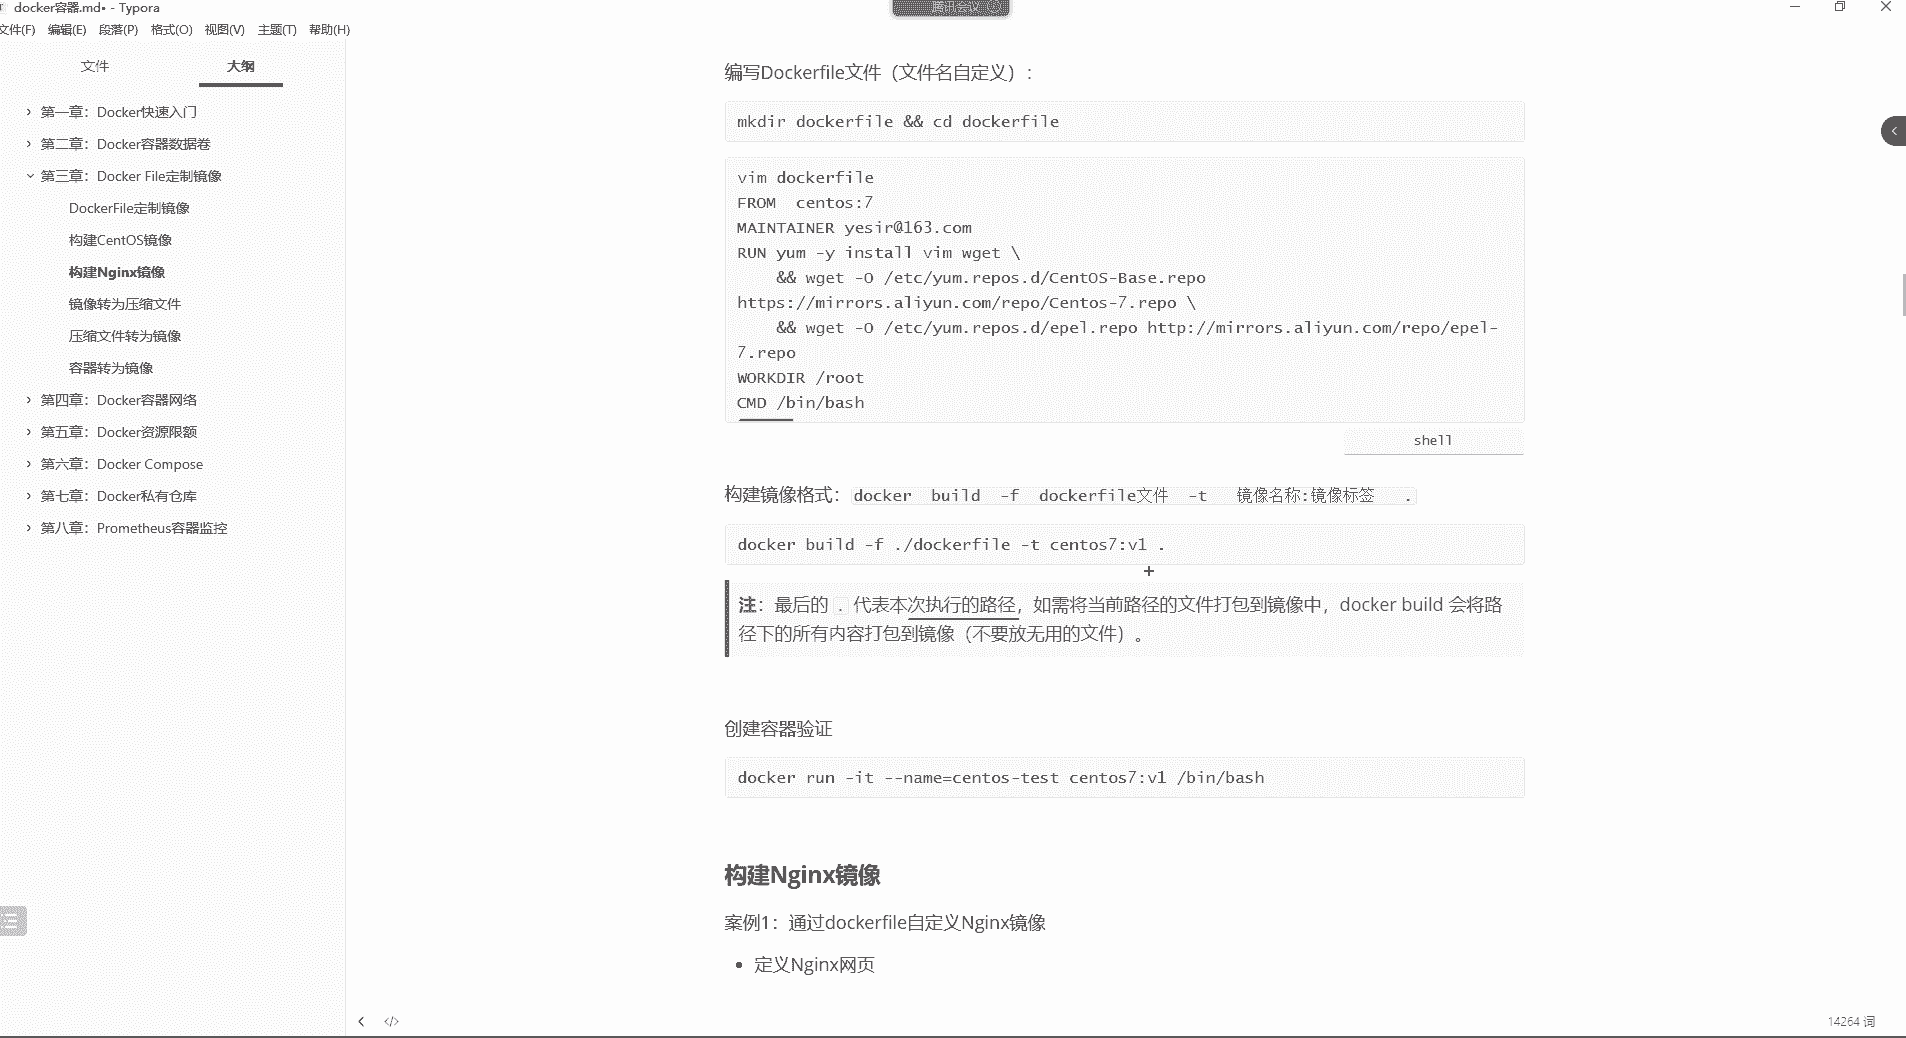 docker容器.md• - Typora
腾讯会议
文件(F) 编辑(E) 段落(P) 格式(O) 视图(V) 主题(T) 帮助(H)
文件 大纲
第一章：Docker快速入门
第二章：Docker容器数据卷
第三章：Docker File定制镜像
DockerFile定制镜像
构建CentOS镜像
构建Nginx镜像
镜像转为压缩文件
压缩文件转为镜像
容器转为镜像
第四章：Docker容器网络
第五章：Docker资源限额
第六章：Docker Compose
第七章：Docker私有仓库
第八章：Prometheus容器监控
编写Dockerfile文件（文件名自定义）：
mkdir dockerfile && cd dockerfile
vim dockerfile
FROM  centos:7
MAINTAINER yesir@163.com
RUN yum -y install vim wget \
    && wget -O /etc/yum.repos.d/CentOS-Base.repo
https://mirrors.aliyun.com/repo/Centos-7.repo \
    && wget -O /etc/yum.repos.d/epel.repo http://mirrors.aliyun.com/repo/epel-
7.repo
WORKDIR /root
CMD /bin/bash
shell
构建镜像格式：docker  build  -f  dockerfile文件  -t   镜像名称:镜像标签   .
docker build -f ./dockerfile -t centos7:v1 .
注：最后的 . 代表本次执行的路径，如需将当前路径的文件打包到镜像中，docker build 会将路
径下的所有内容打包到镜像（不要放无用的文件）。
创建容器验证
docker run -it --name=centos-test centos7:v1 /bin/bash
构建Nginx镜像
案例1：通过dockerfile自定义Nginx镜像
• 定义Nginx网页
14264 词